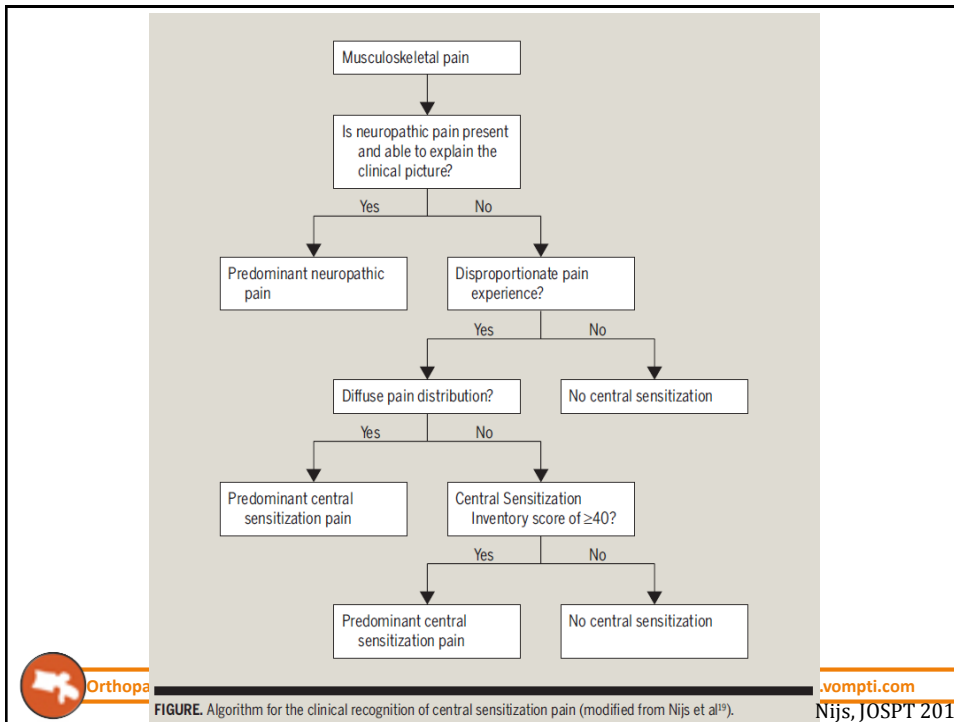 Musculoskeletal pain
Is neuropathic pain present
and able to explain the
clinical picture?
Yes
No
Predominant neuropathic
pain
Disproportionate pain
experience?
Yes
No
Diffuse pain distribution?
No central sensitization
Yes
No
Predominant central
sensitization pain
Central Sensitization
Inventory score of ≥40?
Yes
No
Predominant central
sensitization pain
No central sensitization
Orthopa
.vompti.com
FIGURE. Algorithm for the clinical recognition of central sensitization pain (modified from Nijs et al¹⁹).
Nijs, JOSPT 201